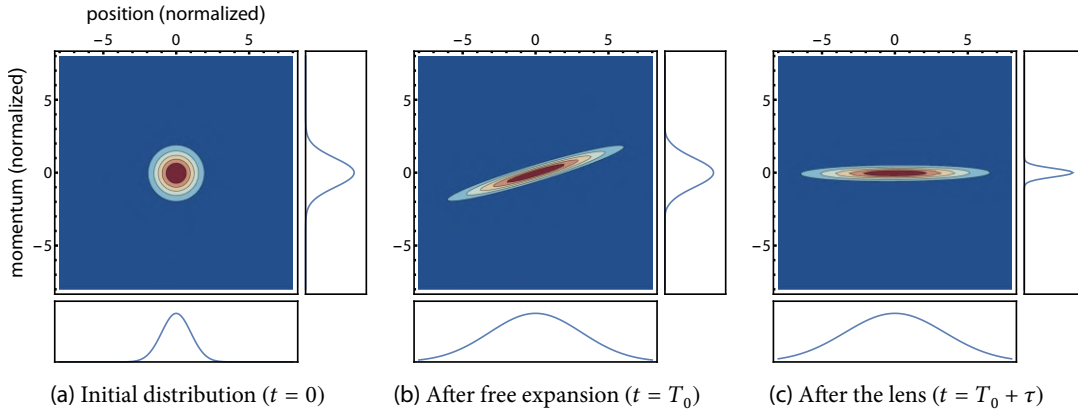 position (normalized)
−5 0 5
−5 0 5
−5 0 5
momentum (normalized)
5
0
−5
5
0
−5
5
0
−5
(a) Initial distribution (t = 0)
(b) After free expansion (t = T₀)
(c) After the lens (t = T₀ + τ)